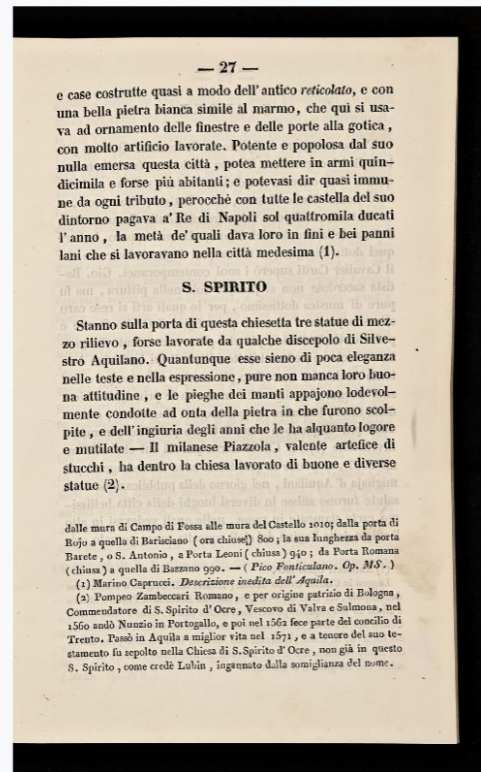 — 27 —
e case costrutte quasi a modo dell' antico reticolato, e con
una bella pietra bianca simile al marmo, che qui si usa-
va ad ornamento delle finestre e delle porte alla gotica ,
con molto artificio lavorate. Potente e popolosa dal suo
nulla emersa questa città , potea mettere in armi quin-
dicimila e forse più abitanti ; e potevasi dir quasi immu-
ne da ogni tributo , perocchè con tutte le castella del suo
dintorno pagava a' Re di Napoli sol quattromila ducati
l' anno , la metà de' quali dava loro in fini e bei panni
lani che si lavoravano nella città medesima (1).
S. SPIRITO
Stanno sulla porta di questa chiesetta tre statue di mez-
zo rilievo , forse lavorate da qualche discepolo di Silve-
stro Aquilano. Quantunque esse sieno di poca eleganza
nelle teste e nella espressione , pure non manca loro buo-
na attitudine , e le pieghe dei manti appajono lodevol-
mente condotte ad onta della pietra in che furono scol-
pite , e dell' ingiuria degli anni che le ha alquanto logore
e mutilate — Il milanese Piazzola , valente artefice di
stucchi , ha dentro la chiesa lavorato di buone e diverse
statue (2).
dalle mura di Campo di Fossa alle mura del Castello 1010; dalla porta di
Rojo a quella di Barisciano ( ora chiuse ) 800 ; la sua lunghezza da porta
Barete , o S. Antonio , a Porta Leoni ( chiusa ) 940 ; da Porta Romana
( chiusa ) a quella di Bazzano 990. — ( Pico Fonticulano. Op. MS. )
(1) Marino Caprucci. Descrizione inedita dell' Aquila.
(2) Pompeo Zambeccari Romano , e per origine patrizio di Bologna ,
Commendatore di S. Spirito d' Ocre , Vescovo di Valva e Sulmona , nel
1560 andò Nunzio in Portogallo , e poi nel 1562 fece parte del concilio di
Trento. Passò in Aquila a miglior vita nel 1571 , e a tenore del suo te-
stamento fu sepolto nella Chiesa di S. Spirito d' Ocre , non già in questo
S. Spirito , come credè Lubin , ingannato dalla somiglianza del nome.